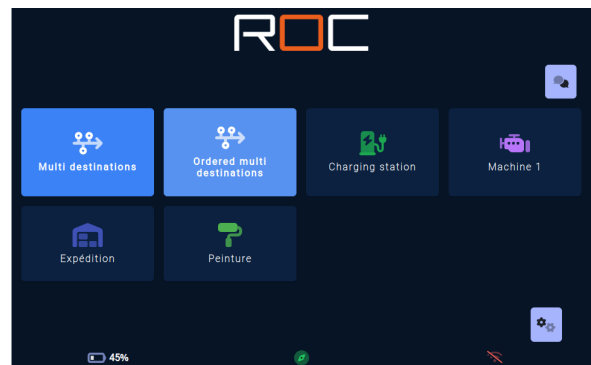 ROC
Multi destinations
Ordered multi
destinations
Charging station
Machine 1
Expédition
Peinture
45%